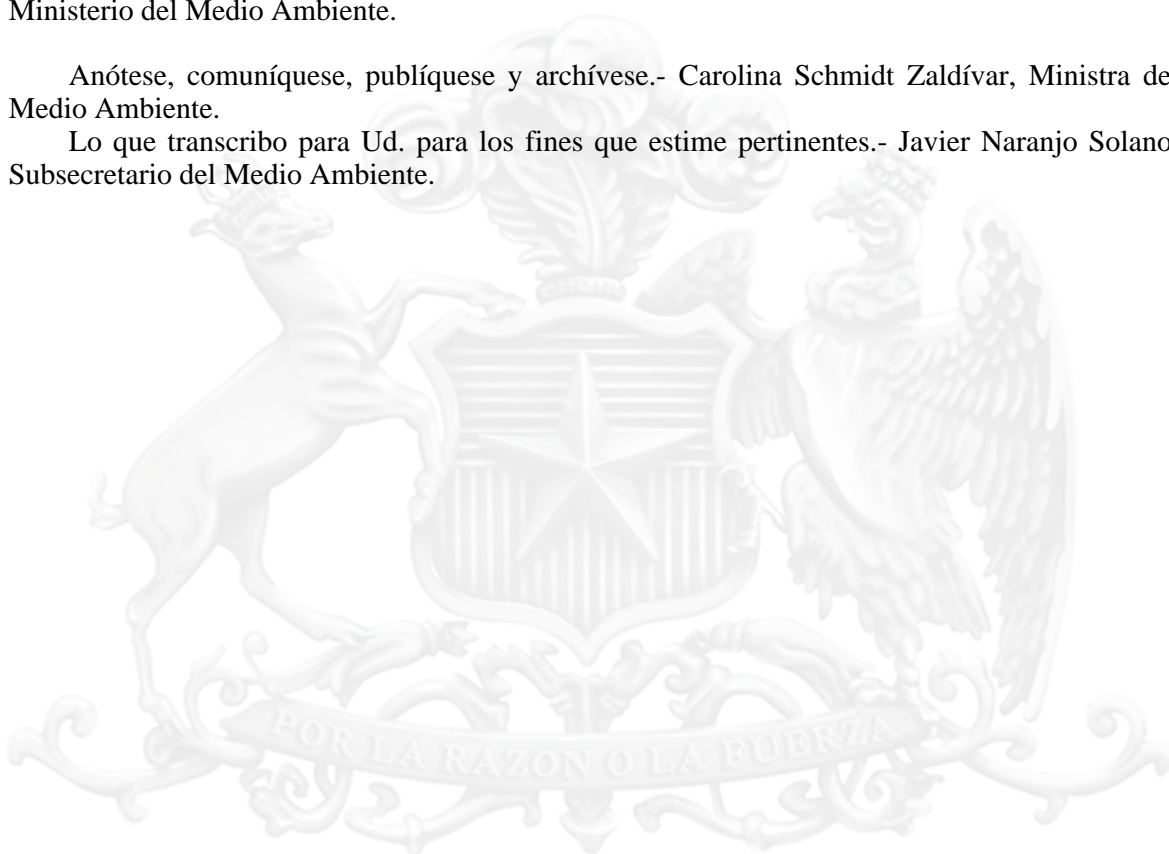 Ministerio del Medio Ambiente.
Anótese, comuníquese, publíquese y archívese.- Carolina Schmidt Zaldívar, Ministra de
Medio Ambiente.
Lo que transcribo para Ud. para los fines que estime pertinentes.- Javier Naranjo Solano
Subsecretario del Medio Ambiente.
POR LA RAZON O LA FUERZA